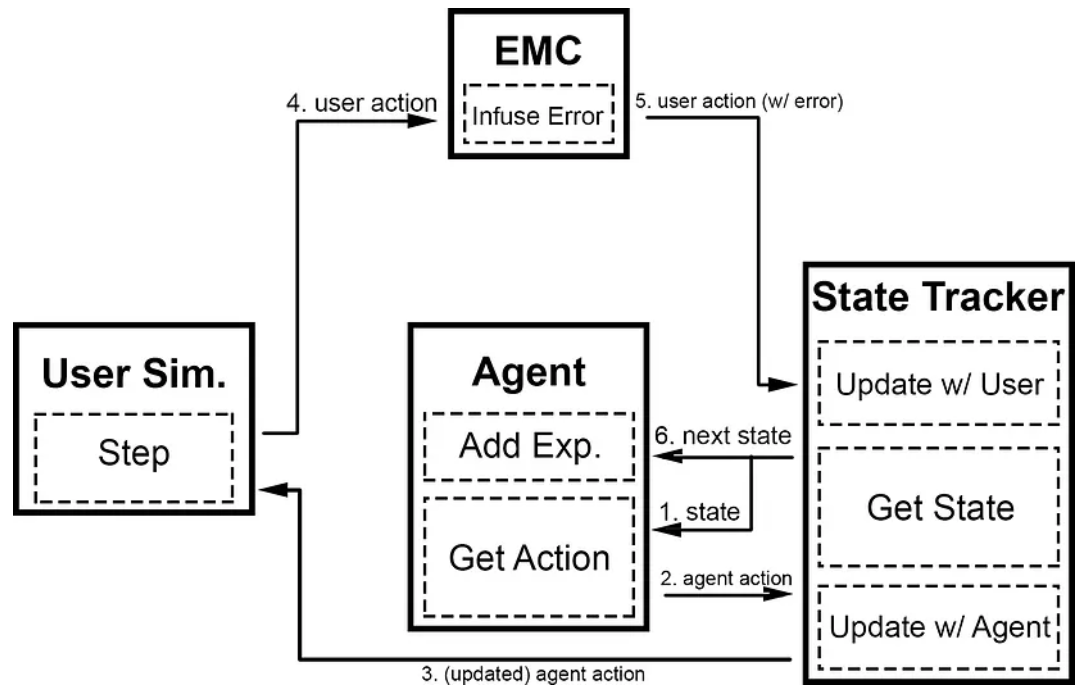 EMC
Infuse Error
4. user action
5. user action (w/ error)
State Tracker
Update w/ User
Get State
Update w/ Agent
User Sim.
Step
Agent
Add Exp.
Get Action
6. next state
1. state
2. agent action
3. (updated) agent action